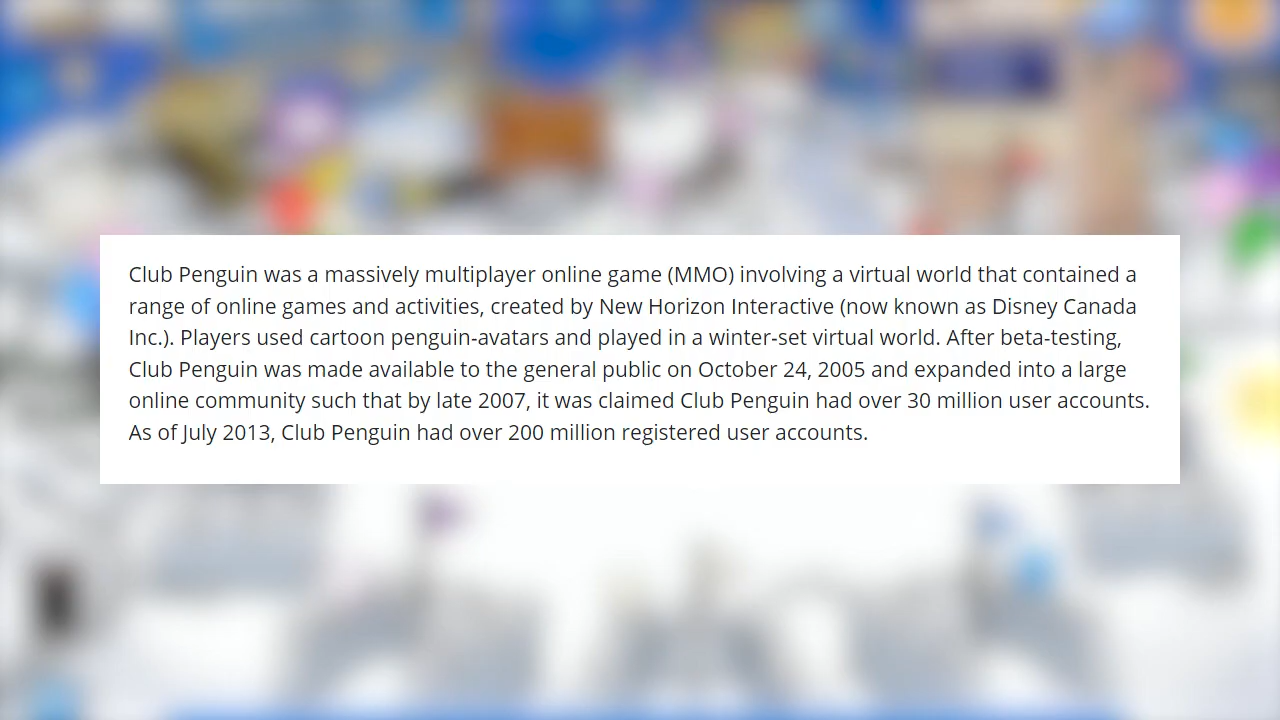 Club Penguin was a massively multiplayer online game (MMO) involving a virtual world that contained a
range of online games and activities, created by New Horizon Interactive (now known as Disney Canada
Inc.). Players used cartoon penguin-avatars and played in a winter-set virtual world. After beta-testing,
Club Penguin was made available to the general public on October 24, 2005 and expanded into a large
online community such that by late 2007, it was claimed Club Penguin had over 30 million user accounts.
As of July 2013, Club Penguin had over 200 million registered user accounts.